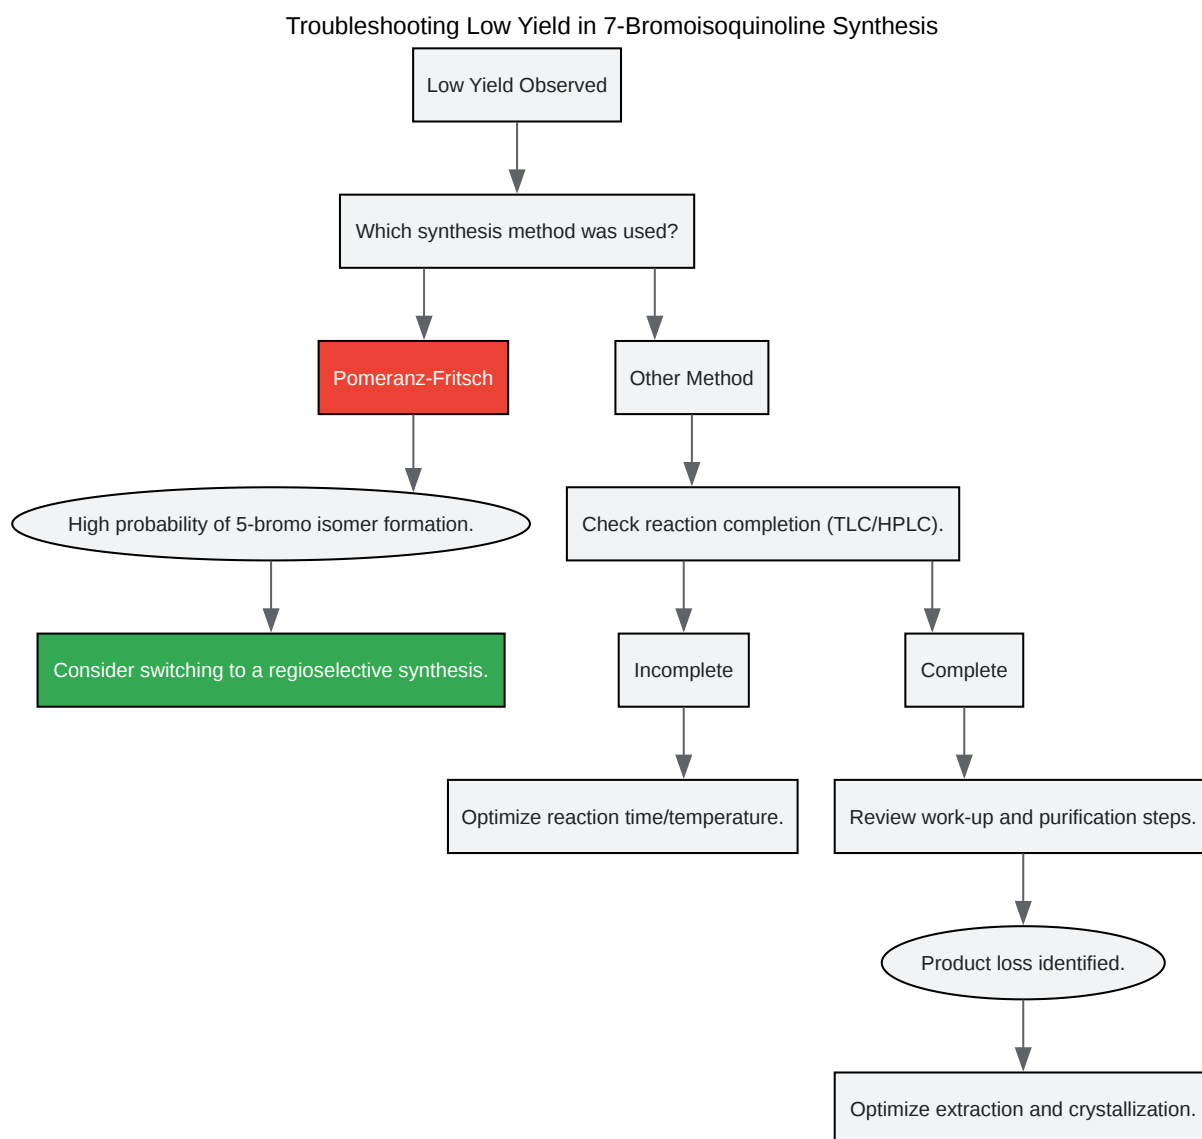 Troubleshooting Low Yield in 7-Bromoisoquinoline Synthesis
Low Yield Observed
Which synthesis method was used?
Pomeranz-Fritsch
Other Method
High probability of 5-bromo isomer formation.
Check reaction completion (TLC/HPLC).
Consider switching to a regioselective synthesis.
Incomplete
Complete
Optimize reaction time/temperature.
Review work-up and purification steps.
Product loss identified.
Optimize extraction and crystallization.